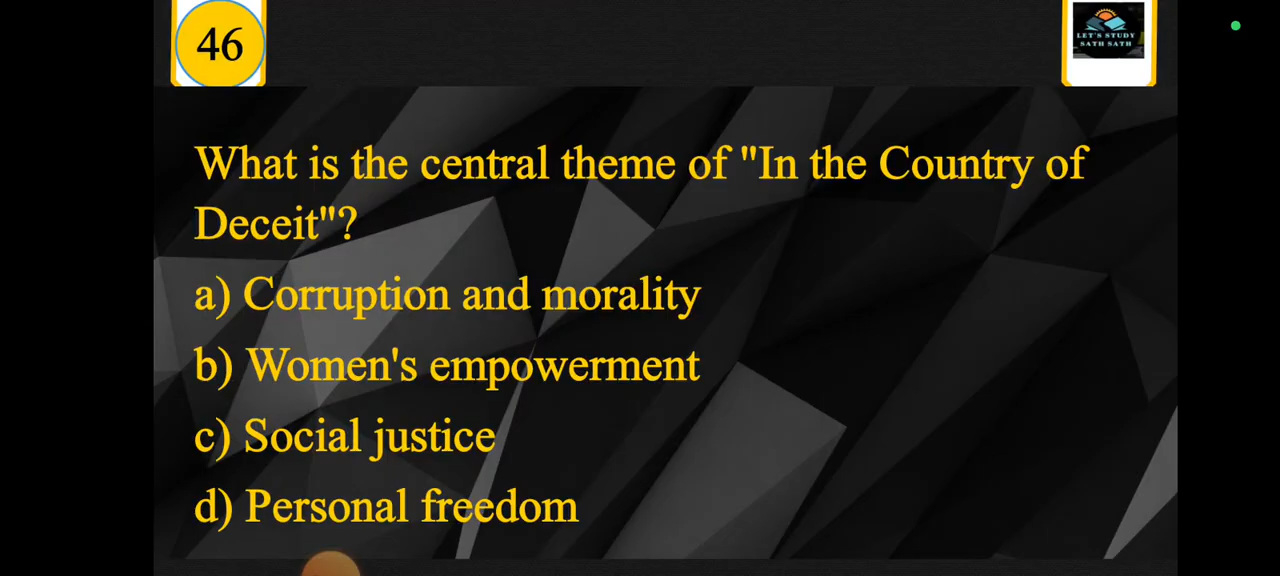 46
LET'S STUDY
SATH SATH
What is the central theme of "In the Country of
Deceit"?
a) Corruption and morality
b) Women's empowerment
c) Social justice
d) Personal freedom